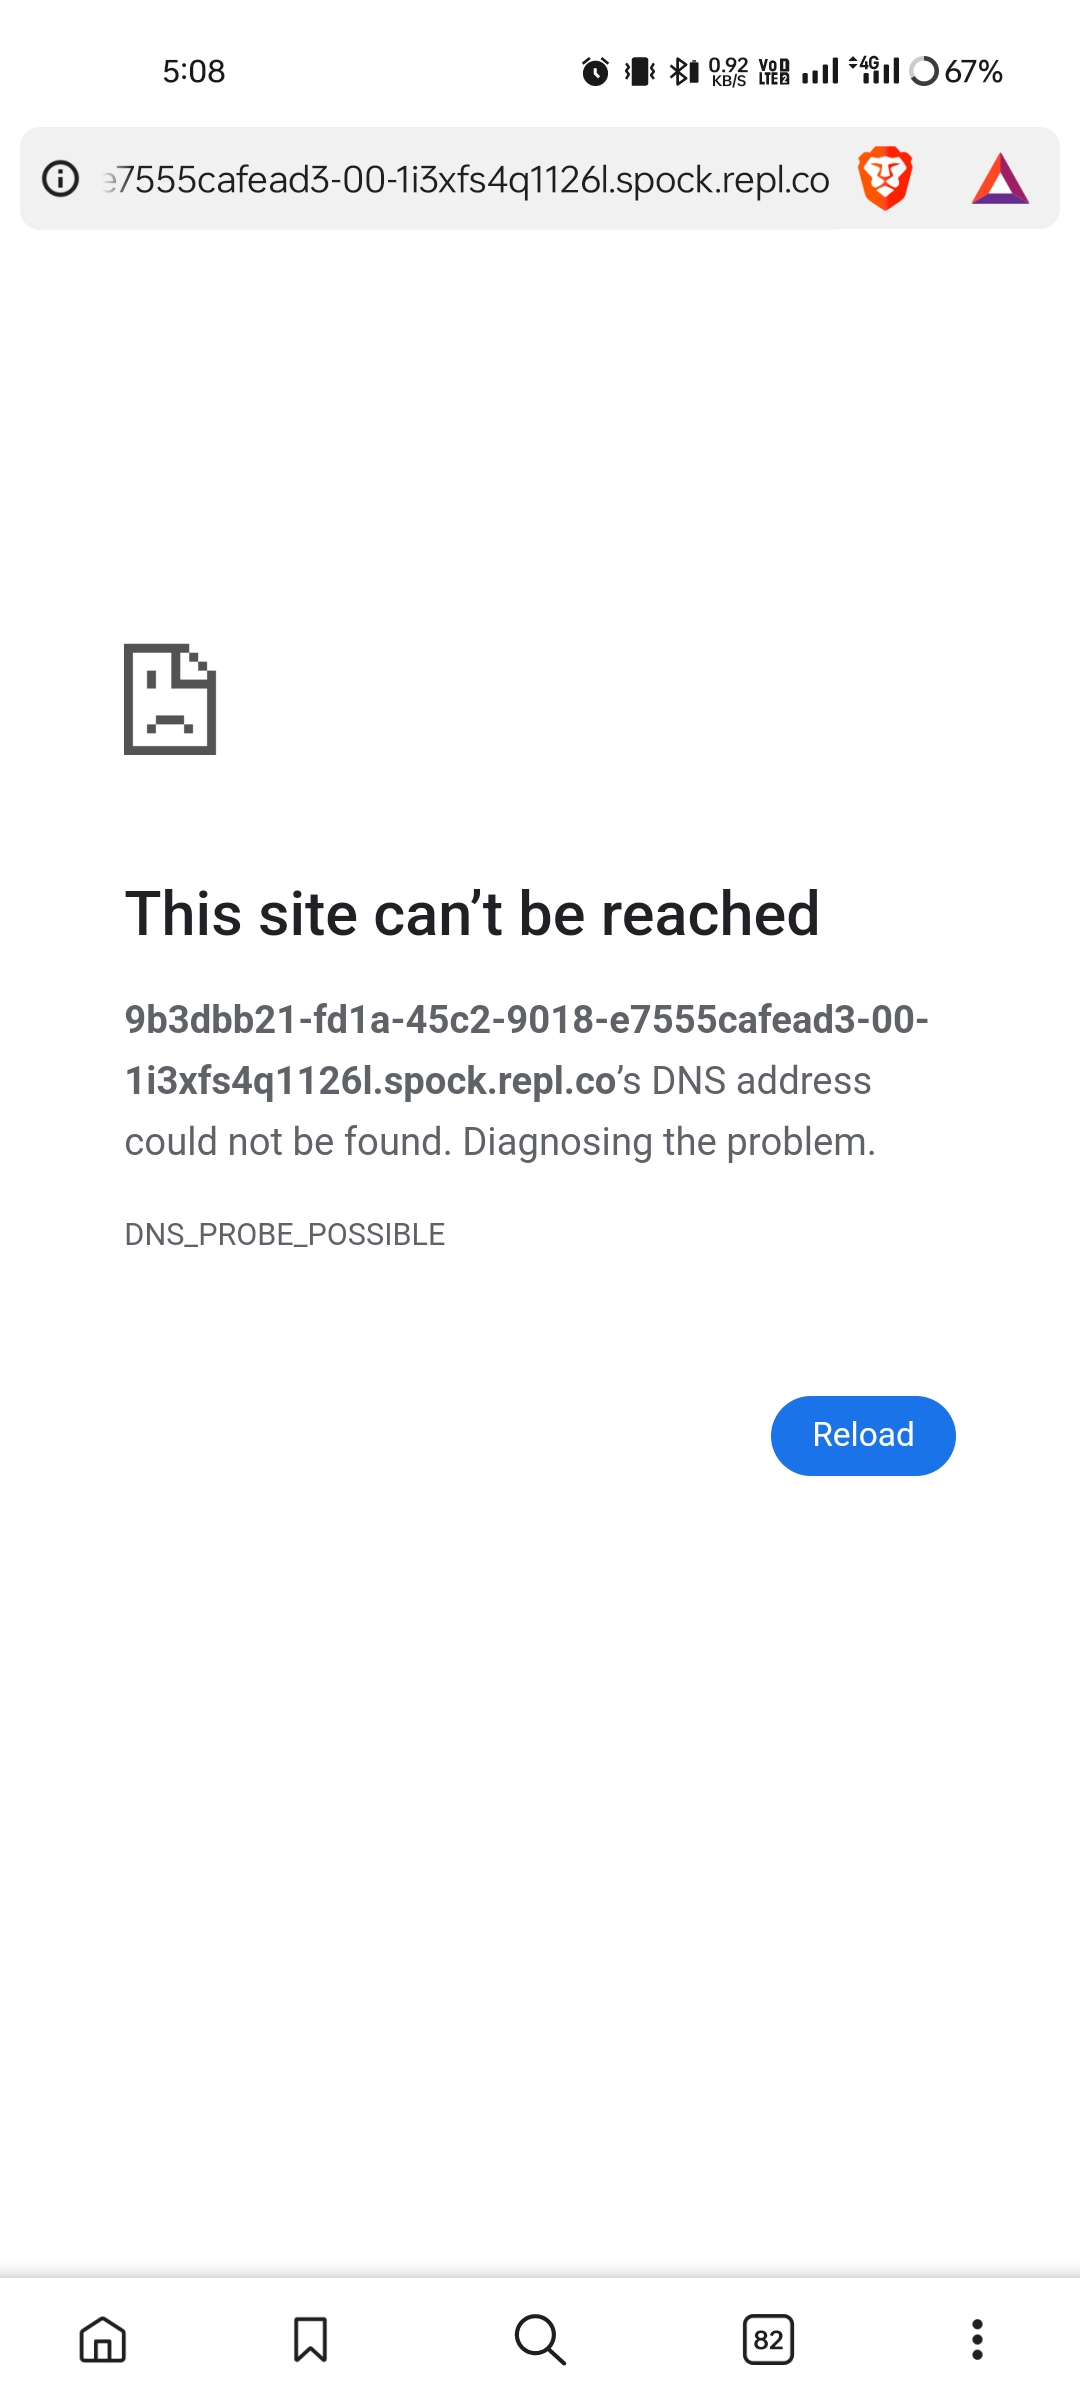 5:08
0.92
KB/S
Vo
LTE 2
4G
67%
e7555cafead3-00-1i3xfs4q1126l.spock.repl.co
This site can’t be reached
9b3dbb21-fd1a-45c2-9018-e7555cafead3-00-
1i3xfs4q1126l.spock.repl.co’s DNS address
could not be found. Diagnosing the problem.
DNS_PROBE_POSSIBLE
Reload
82